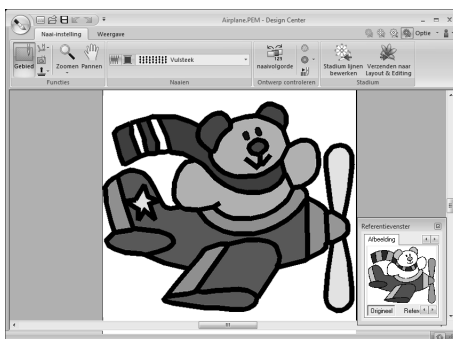 Airplane.PEM - Design Center
Naai-instelling Weergave Optie
Gebied Zoomen Pannen Vulsteek naaivolgorde Stadium lijnen bewerken Verzenden naar Layout & Editing
Functies Naaien Ontwerp controleren Stadium
Referentievenster
Afbeelding
Origineel